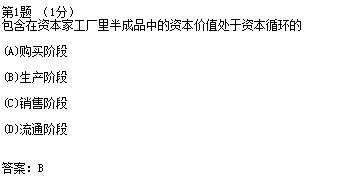 第1题 （1分）
包含在资本家工厂里半成品中的资本价值处于资本循环的
(A)购买阶段
(B)生产阶段
(C)销售阶段
(D)流通阶段
答案: B